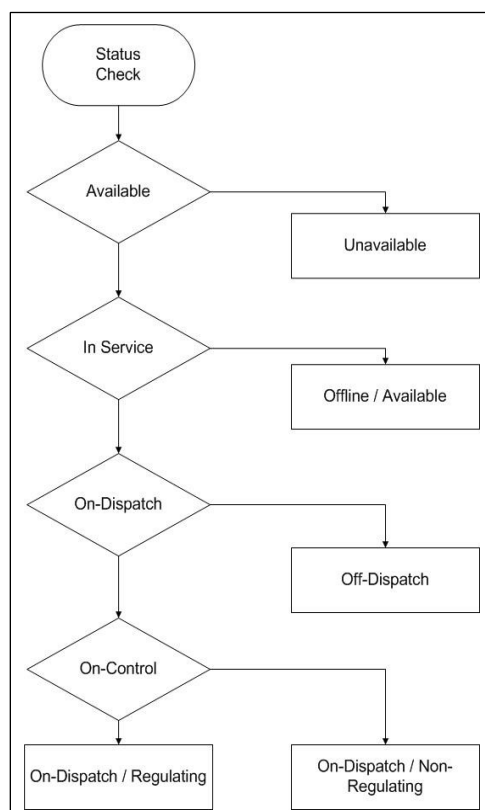 Status
Check
Available
Unavailable
In Service
Offline / Available
On-Dispatch
Off-Dispatch
On-Control
On-Dispatch / Regulating
On-Dispatch / Non-
Regulating